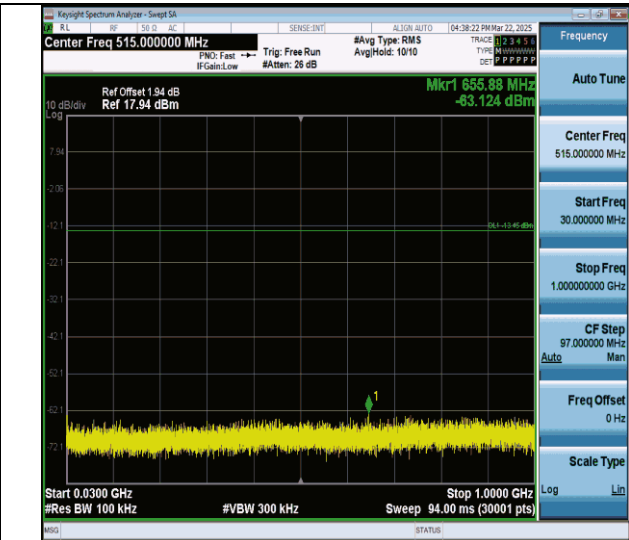 Keysight Spectrum Analyzer - Swept SA
RL RF 50 Ω AC SENSE:INT ALIGN AUTO 04:38:22 PM Mar 22, 2025
Center Freq 515.000000 MHz
PNO: Fast
IFGain:Low
Trig: Free Run
#Atten: 26 dB
#Avg Type: RMS
Avg|Hold: 10/10
TRACE 1 2 3 4 5 6
TYPE M WWWWW
DET P P P P P P
Mkr1 655.88 MHz
-63.124 dBm
Ref Offset 1.94 dB
10 dB/div Ref 17.94 dBm
Log
7.94
-2.06
-12.1
DL1 -13.45 dBm
-22.1
-32.1
-42.1
-52.1
1
-62.1
-72.1
Start 0.0300 GHz Stop 1.0000 GHz
#Res BW 100 kHz #VBW 300 kHz Sweep 94.00 ms (30001 pts)
MSG STATUS
Frequency
Auto Tune
Center Freq
515.000000 MHz
Start Freq
30.000000 MHz
Stop Freq
1.000000000 GHz
CF Step
97.000000 MHz
Auto Man
Freq Offset
0 Hz
Scale Type
Log Lin